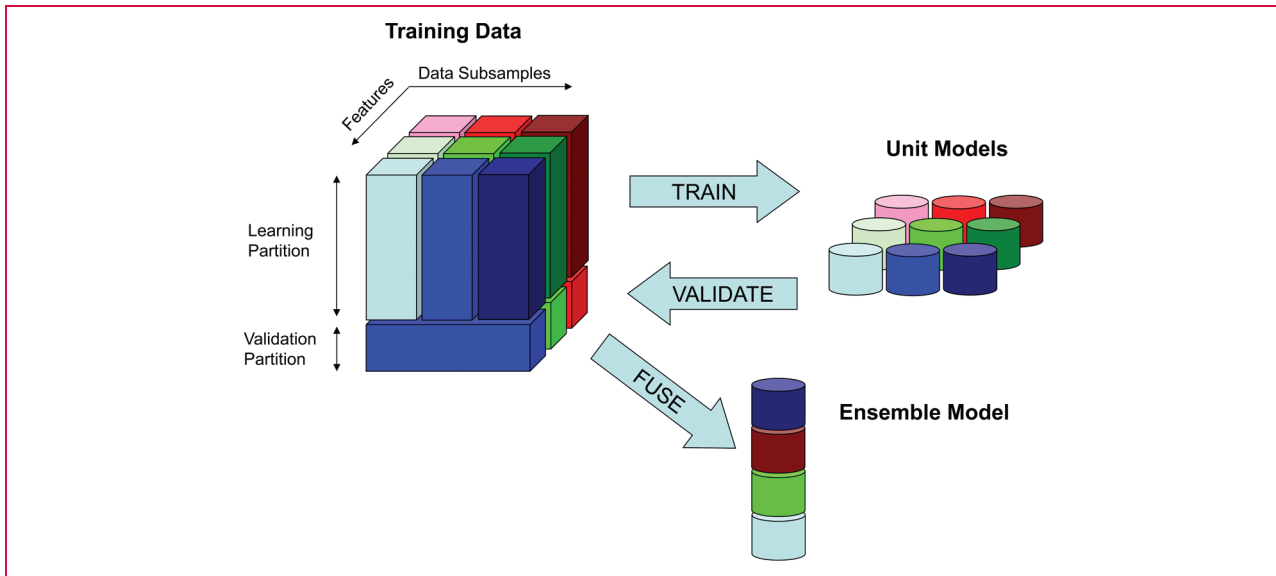 Training Data
Data Subsamples
Features
Learning
Partition
Validation
Partition
TRAIN
VALIDATE
FUSE
Unit Models
Ensemble Model